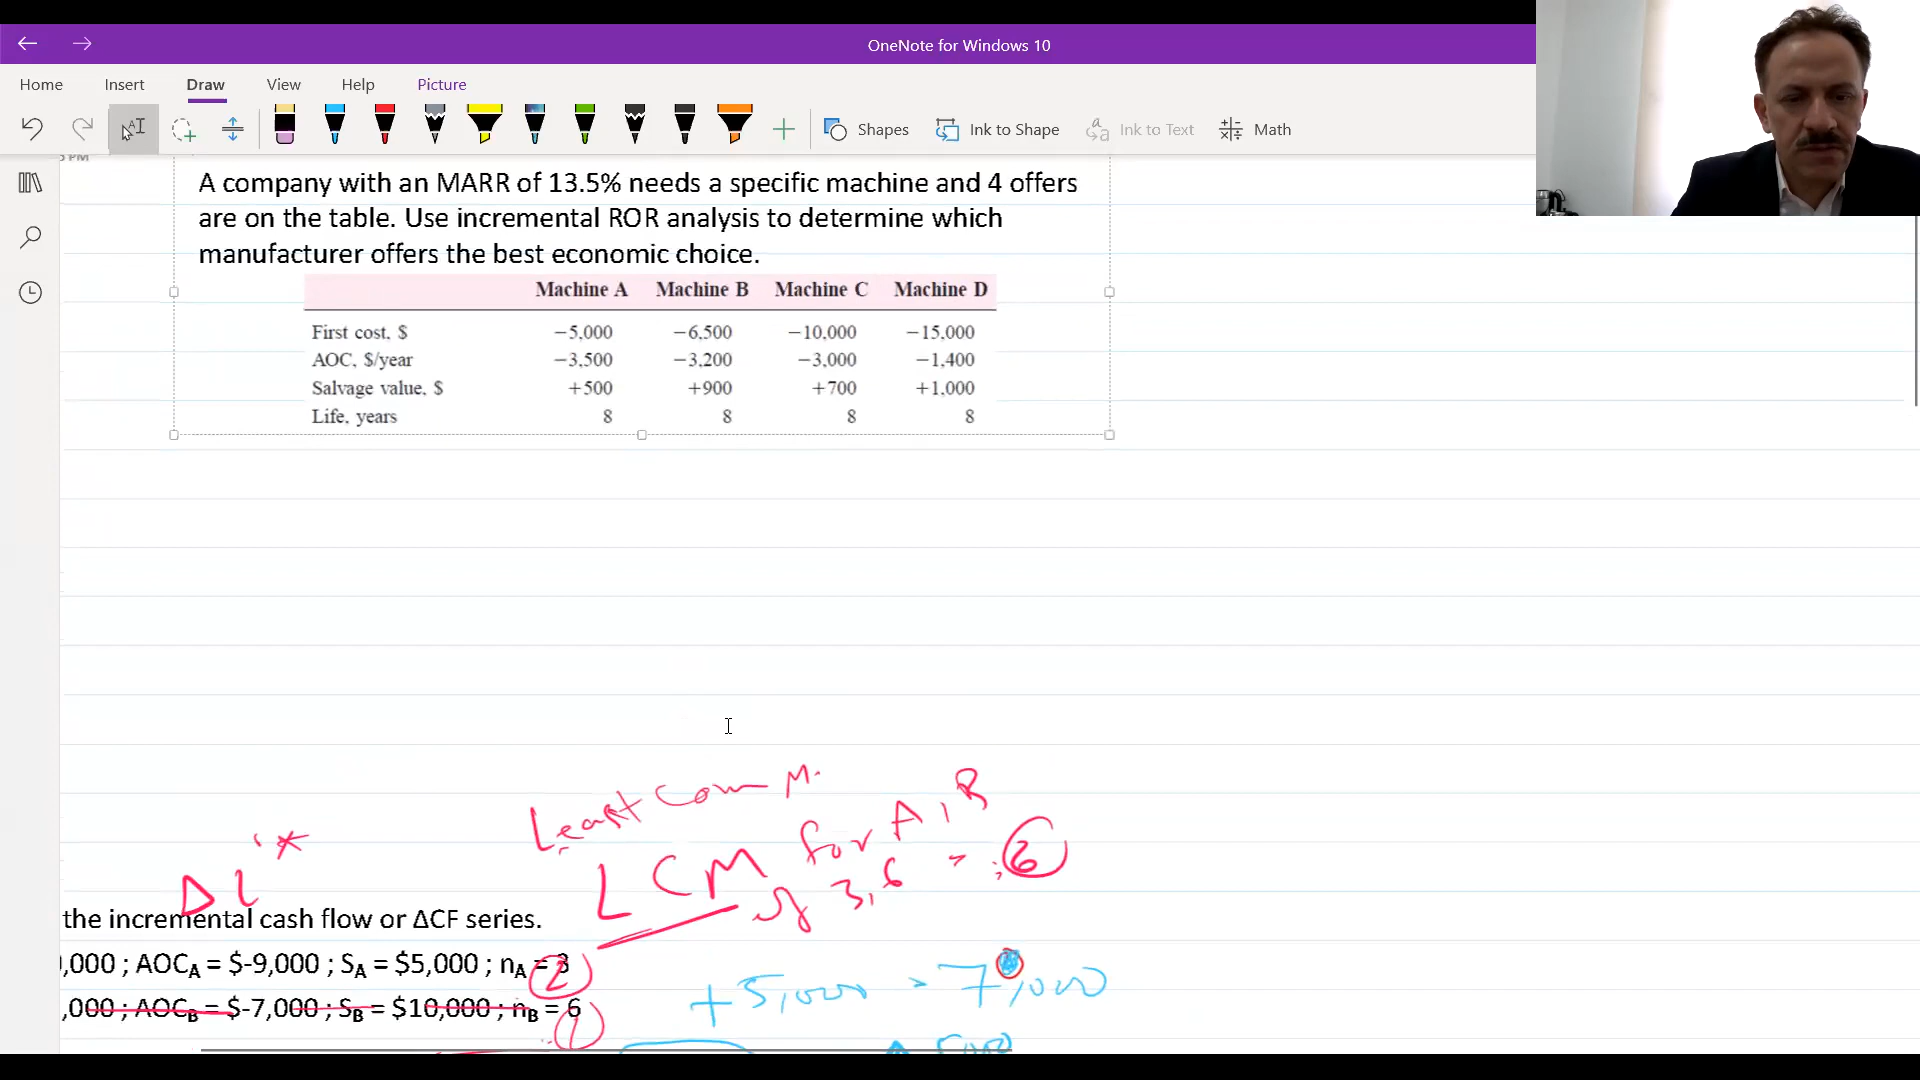 OneNote for Windows 10
Home Insert Draw View Help Picture
Shapes Ink to Shape Ink to Text Math
PM
A company with an MARR of 13.5% needs a specific machine and 4 offers
are on the table. Use incremental ROR analysis to determine which
manufacturer offers the best economic choice.
Machine A Machine B Machine C Machine D
First cost, $ −5,000 −6,500 −10,000 −15,000
AOC, $/year −3,500 −3,200 −3,000 −1,400
Salvage value, $ +500 +900 +700 +1,000
Life, years 8 8 8 8
Least Com M.
LCM for A, B
of 3, 6 = 6
Δi*
the incremental cash flow or ΔCF series.
,000 ; AOCA = $-9,000 ; SA = $5,000 ; nA = 3
2
,000 ; AOCB = $-7,000 ; SB = $10,000 ; nB = 6
1
+5,000 = 7,000